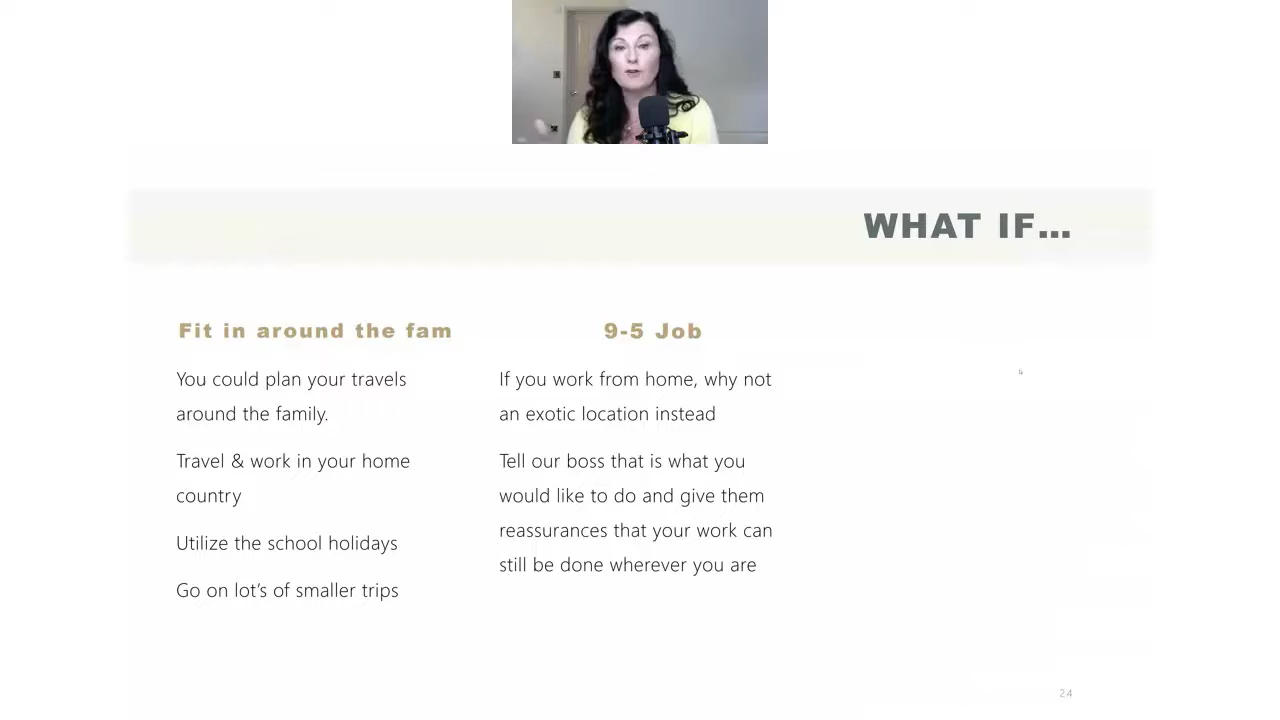 WHAT IF...
Fit in around the fam
You could plan your travels
around the family.
Travel & work in your home
country
Utilize the school holidays
Go on lot's of smaller trips
9-5 Job
If you work from home, why not
an exotic location instead
Tell our boss that is what you
would like to do and give them
reassurances that your work can
still be done wherever you are
24